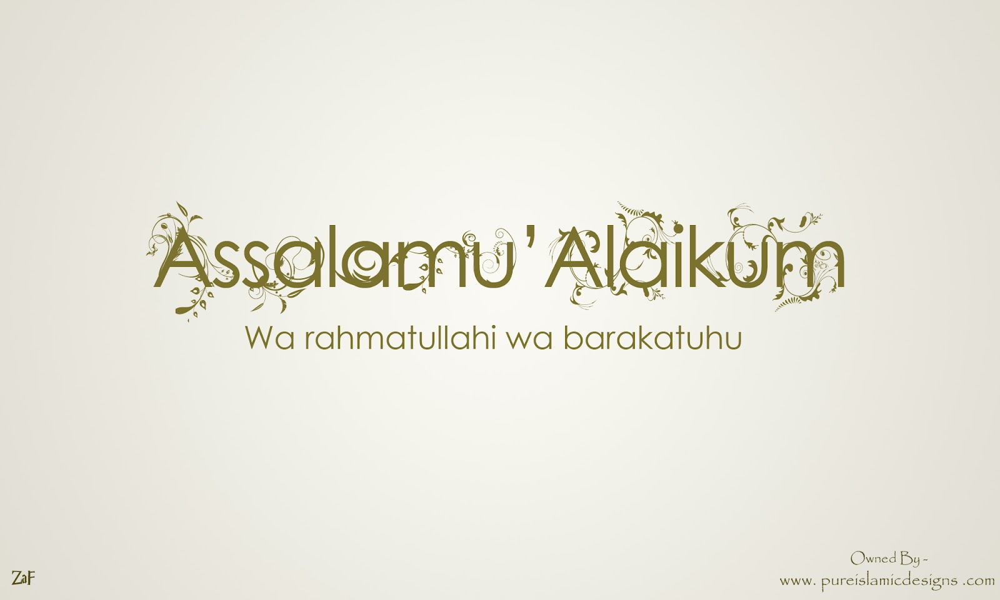 Assalamu’ Alaikum
Wa rahmatullahi wa barakatuhu
ZaF
Owned By -
www. pureislamicdesigns .com